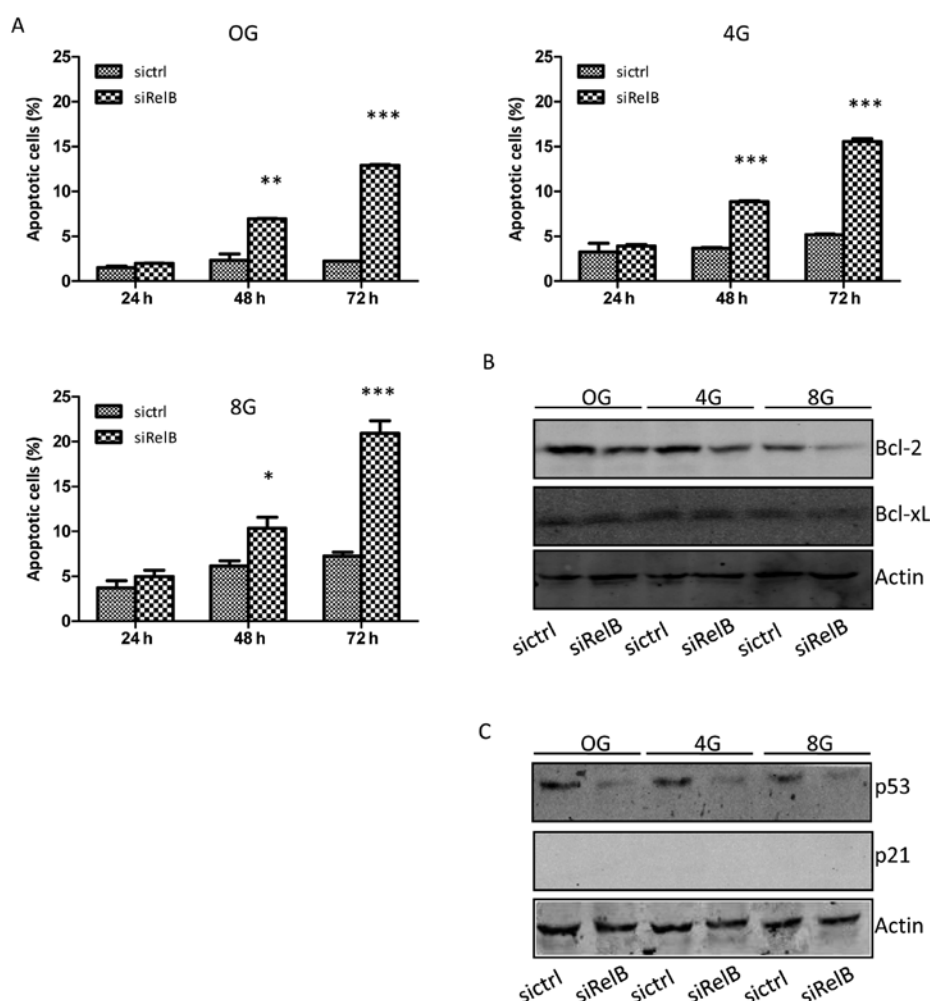 A
OG
Apoptotic cells (%)
25
20
15
10
5
0
sictrl
siRelB
**
***
24 h
48 h
72 h
4G
Apoptotic cells (%)
25
20
15
10
5
0
sictrl
siRelB
***
***
24 h
48 h
72 h
8G
Apoptotic cells (%)
25
20
15
10
5
0
sictrl
siRelB
*
***
24 h
48 h
72 h
B
OG 4G 8G
Bcl-2
Bcl-xL
Actin
sictrl siRelB sictrl siRelB sictrl siRelB
C
OG 4G 8G
p53
p21
Actin
sictrl siRelB sictrl siRelB sictrl siRelB